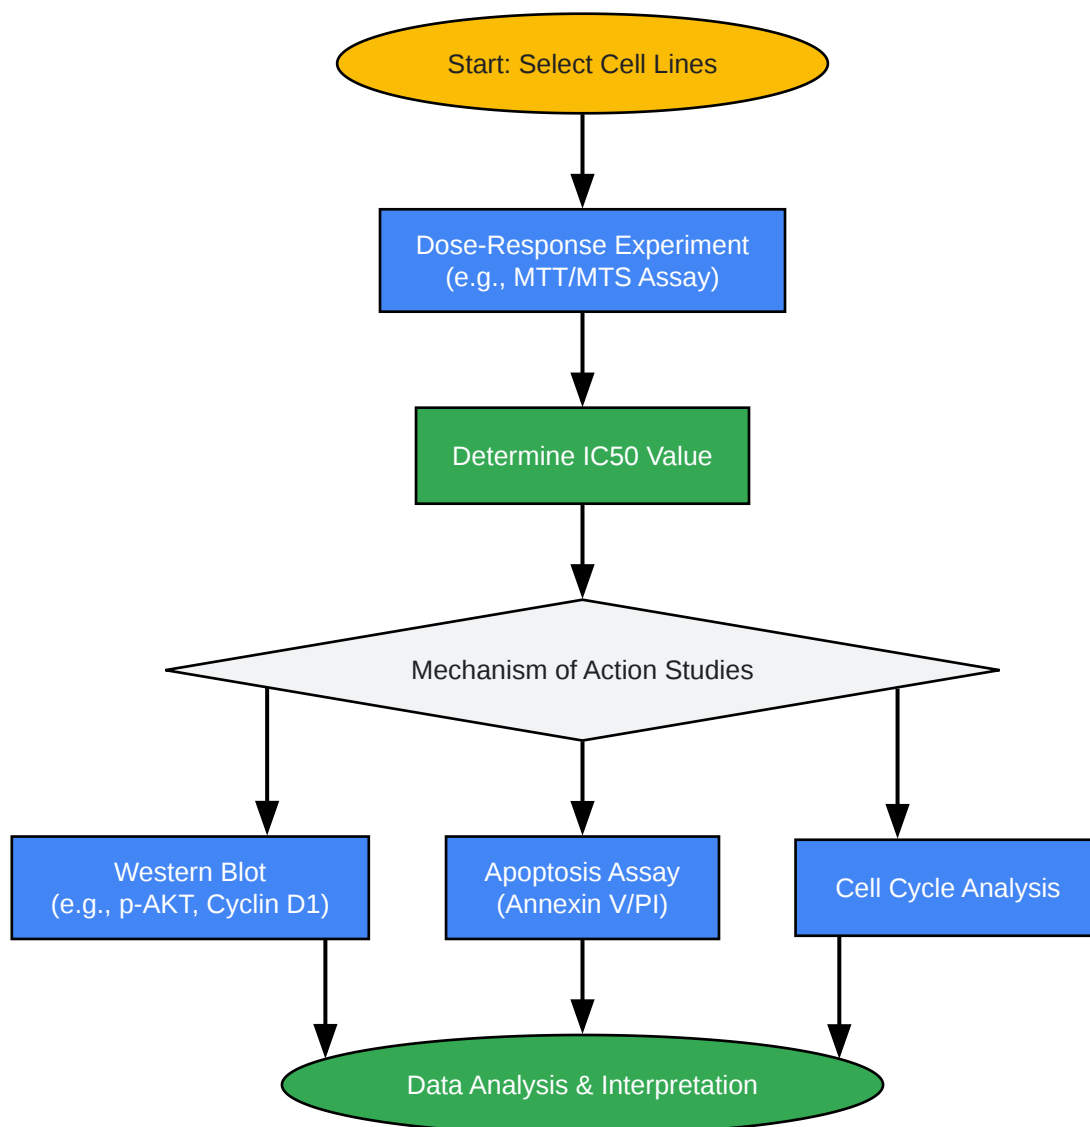 Start: Select Cell Lines
Dose-Response Experiment
(e.g., MTT/MTS Assay)
Determine IC50 Value
Mechanism of Action Studies
Western Blot
(e.g., p-AKT, Cyclin D1)
Apoptosis Assay
(Annexin V/PI)
Cell Cycle Analysis
Data Analysis & Interpretation